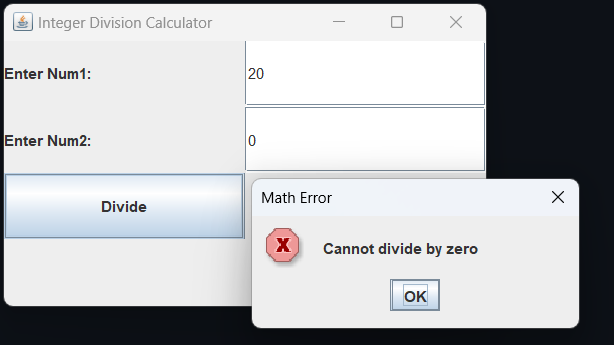 Integer Division Calculator
Enter Num1:
20
Enter Num2:
0
Divide
Math Error
Cannot divide by zero
OK